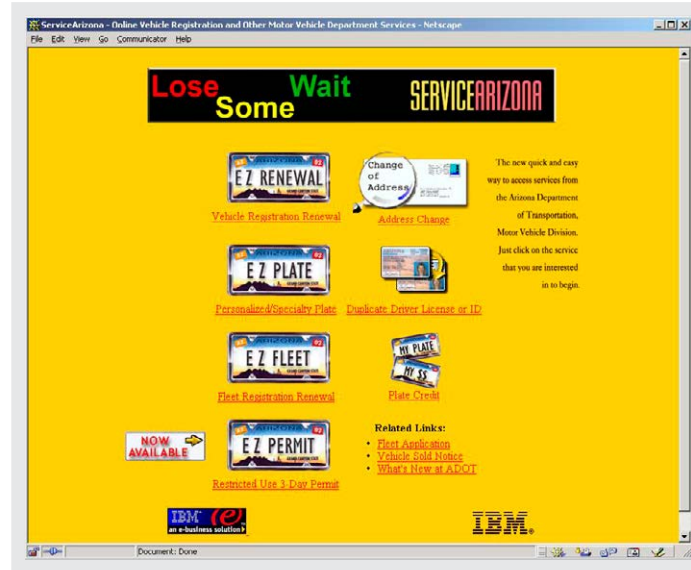 ServiceArizona - Online Vehicle Registration and Other Motor Vehicle Department Services - Netscape
File Edit View Go Communicator Help
Lose Some Wait
SERVICEARIZONA
EZ RENEWAL
Vehicle Registration Renewal
Change
of
Address
Address Change
The new quick and easy
way to access services from
the Arizona Department
of Transportation,
Motor Vehicle Division.
Just click on the service
that you are interested
in to begin.
EZ PLATE
Personalized/Specialty Plate
Duplicate Driver License or ID
EZ FLEET
Fleet Registration Renewal
MY PLATE
MY $$
Plate Credit
NOW
AVAILABLE
EZ PERMIT
Restricted Use 3-Day Permit
Related Links:
• Fleet Application
• Vehicle Sold Notice
• What's New at ADOT
IBM e
an e-business solution
IBM
Document: Done